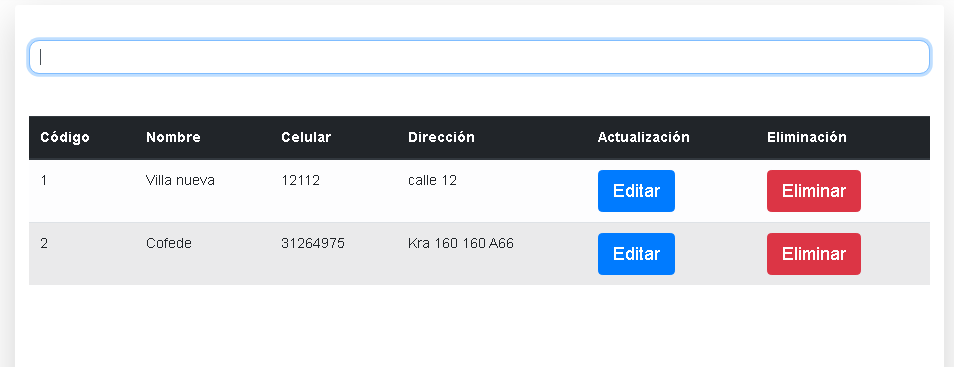 Código Nombre Celular Dirección Actualización Eliminación
1 Villa nueva 12112 calle 12 Editar Eliminar
2 Cofede 31264975 Kra 160 160 A66 Editar Eliminar